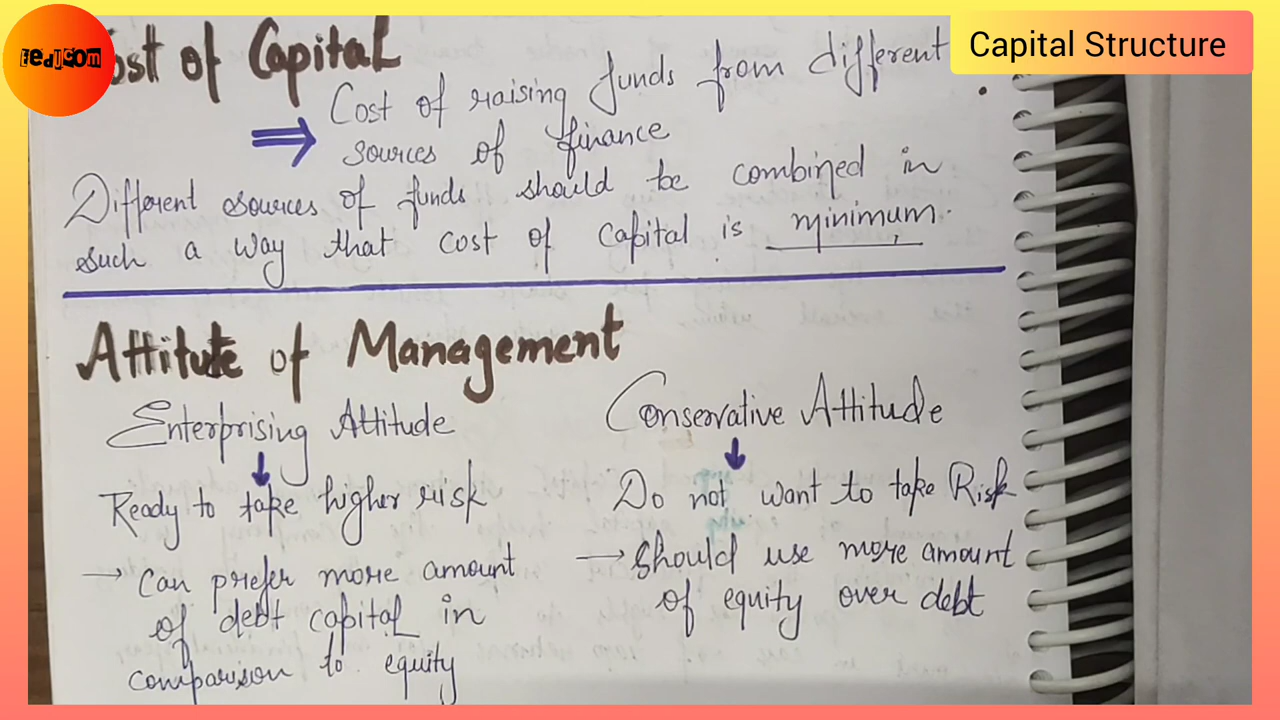 FeduCom
Capital Structure
ost of Capital
⇒ Cost of raising funds from different
sources of finance
Different sources of funds should be combined in
such a way that cost of capital is minimum.
Attitute of Management
Enterprising Attitude
↓
Ready to take higher risk
→ can prefer more amount
of debt capital in
comparision to equity
Conservative Attitude
↓
Do not want to take Risk
→ should use more amount
of equity over debt